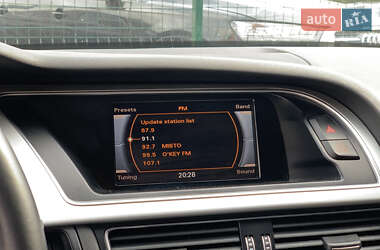 auto RIA
Presets FM Band
Update station list
87.9
91.1
92.7 MISTO
99.5 O'KEY FM
107.1
Tuning 20:28 Sound